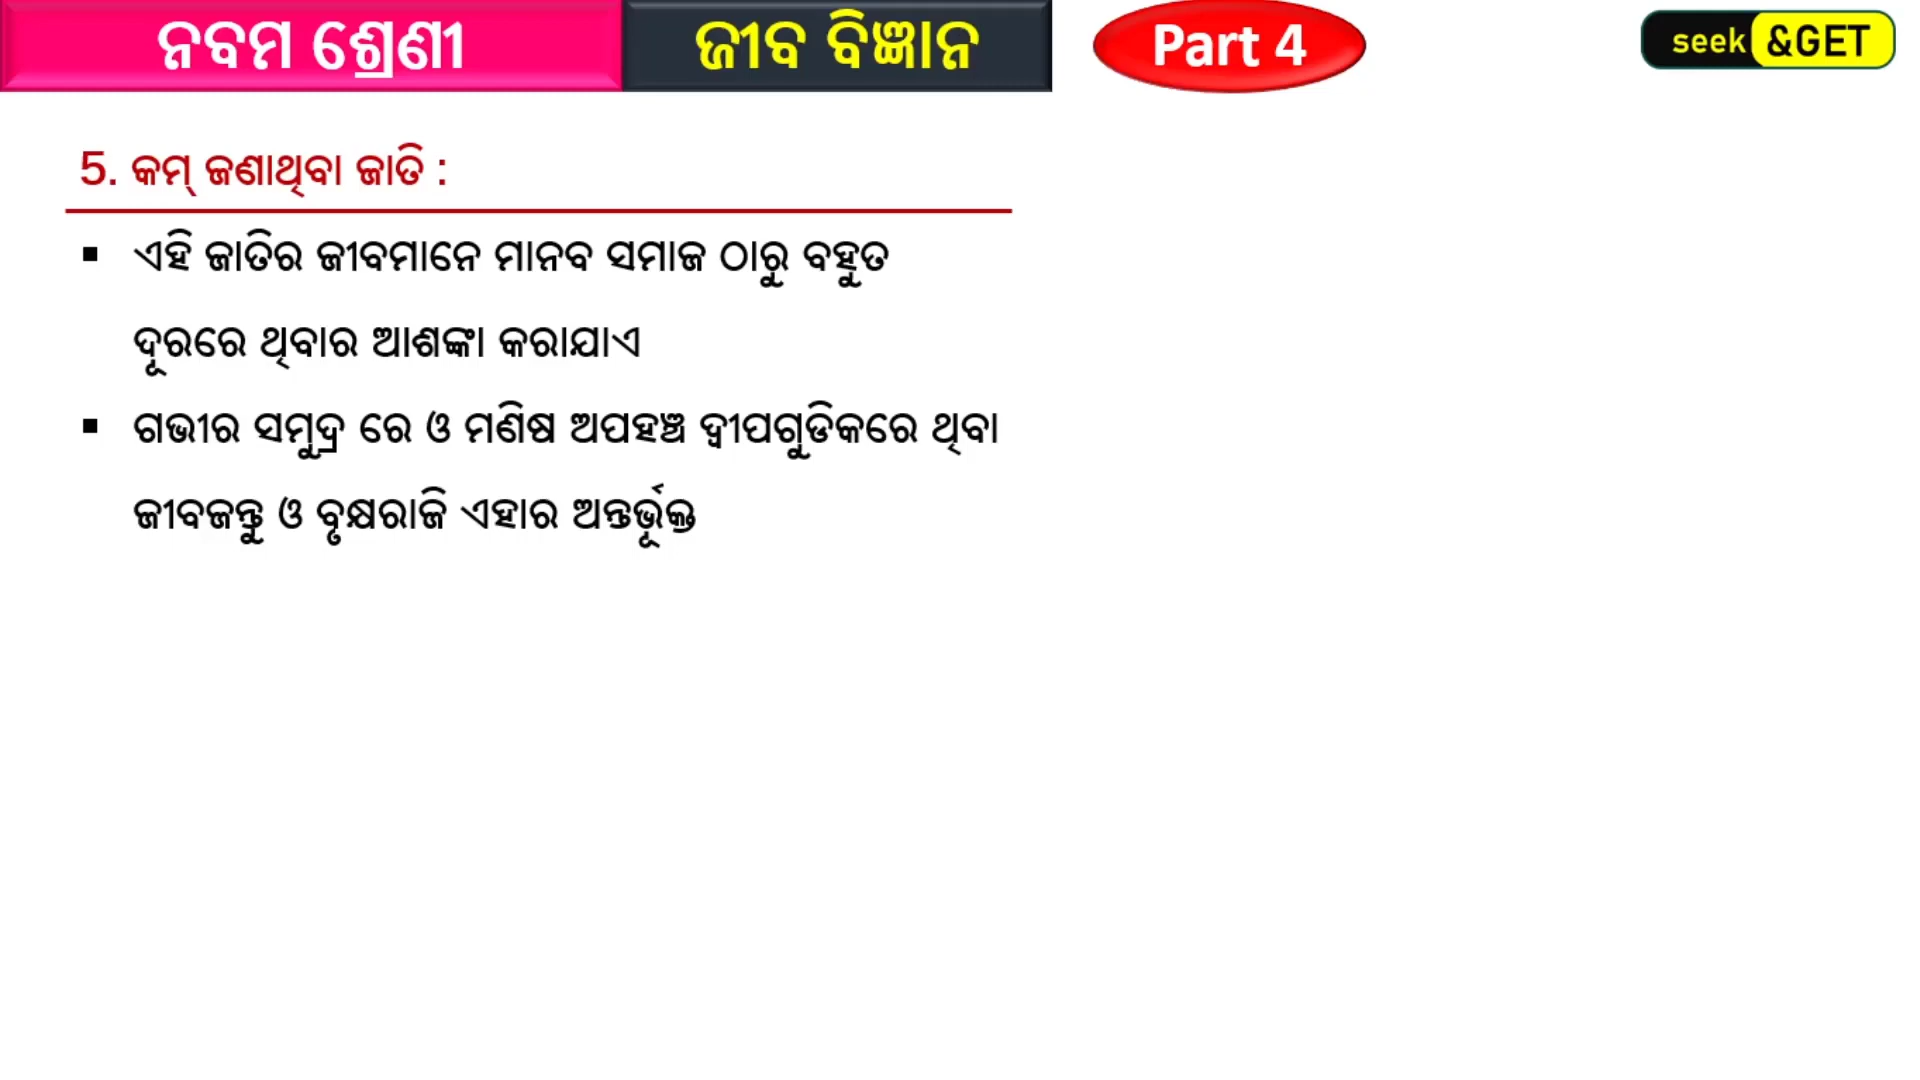 ନବମ ଶ୍ରେଣୀ ଜୀବ ବିଜ୍ଞାନ Part 4 seek &GET
5. କମ୍ ଜଣାଥିବା ଜାତି :
▪ ଏହି ଜାତିର ଜୀବମାନେ ମାନବ ସମାଜ ଠାରୁ ବହୁତ
ଦୂରରେ ଥିବାର ଆଶଙ୍କା କରାଯାଏ
▪ ଗଭୀର ସମୁଦ୍ର ରେ ଓ ମଣିଷ ଅପହଞ୍ଚ ଦ୍ୱୀପଗୁଡିକରେ ଥିବା
ଜୀବଜନ୍ତୁ ଓ ବୃକ୍ଷରାଜି ଏହାର ଅନ୍ତର୍ଭୂକ୍ତ